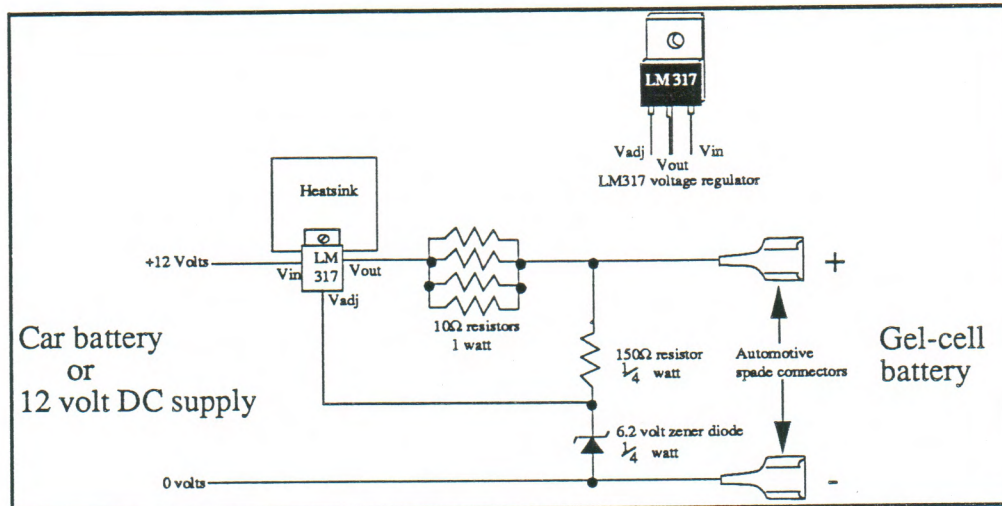 LM 317
Vadj
Vout
Vin
LM317 voltage regulator
Heatsink
+12 Volts
Vin
LM
317
Vout
Vadj
10Ω resistors
1 watt
+
Car battery
or
12 volt DC supply
150Ω resistor
1/4 watt
Automotive
spade connectors
Gel-cell
battery
6.2 volt zener diode
1/4 watt
0 volts
-